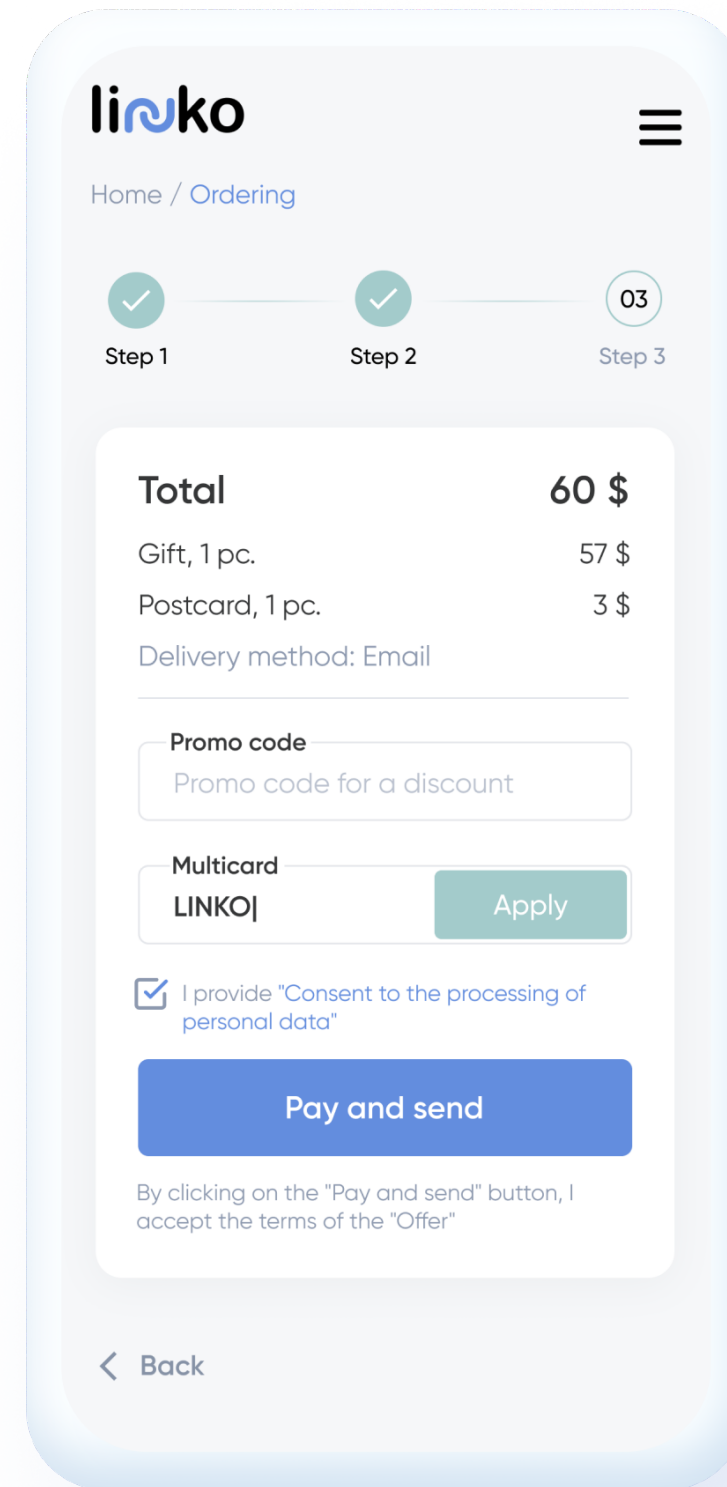 linko
Home / Ordering
03
Step 1 Step 2 Step 3
Total 60 $
Gift, 1 pc. 57 $
Postcard, 1 pc. 3 $
Delivery method: Email
Promo code
Promo code for a discount
Multicard
LINKO
Apply
I provide "Consent to the processing of
personal data"
Pay and send
By clicking on the "Pay and send" button, I
accept the terms of the "Offer"
Back